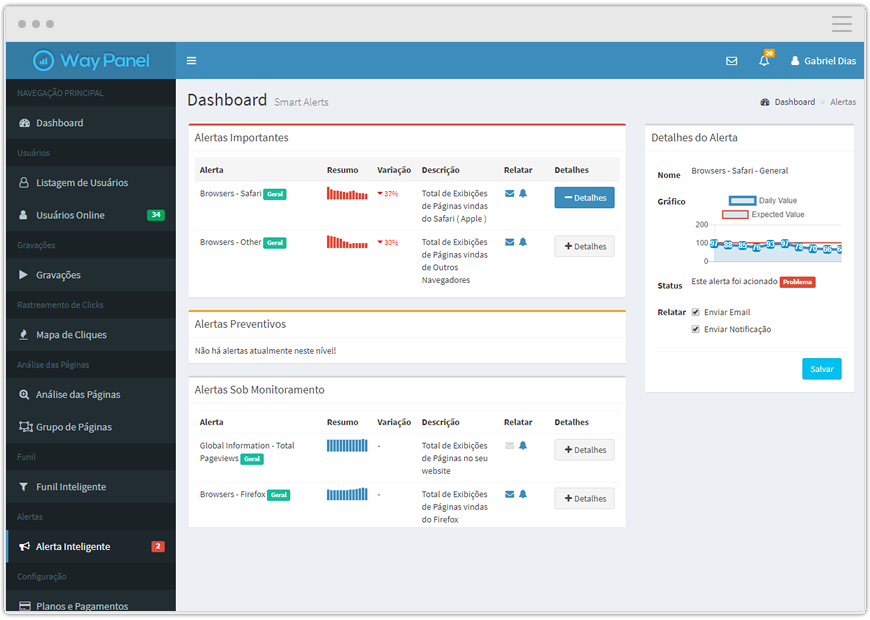 Way Panel
20
Gabriel Dias
NAVEGAÇÃO PRINCIPAL
Dashboard
Usuários
Listagem de Usuários
Usuários Online 34
Gravações
Gravações
Rastreamento de Clicks
Mapa de Cliques
Análise das Páginas
Análise das Páginas
Grupo de Páginas
Funil
Funil Inteligente
Alertas
Alerta Inteligente 2
Configuração
Planos e Pagamentos
Dashboard Smart Alerts
Dashboard > Alertas
Alertas Importantes
Alerta Resumo Variação Descrição Relatar Detalhes
Browsers - Safari Geral 37% Total de Exibições
de Páginas vindas
do Safari ( Apple )
Detalhes
Browsers - Other Geral 30% Total de Exibições
de Páginas vindas
de Outros
Navegadores
Detalhes
Alertas Preventivos
Não há alertas atualmente neste nível!
Alertas Sob Monitoramento
Alerta Resumo Variação Descrição Relatar Detalhes
Global Information - Total
Pageviews Geral
-
Total de Exibições
de Páginas no seu
website
Detalhes
Browsers - Firefox Geral - Total de Exibições
de Páginas vindas
do Firefox
Detalhes
Detalhes do Alerta
Nome Browsers - Safari - General
Gráfico
Daily Value
Expected Value
200
100
0
Status Este alerta foi acionado Problema
Relatar Enviar Email
Enviar Notificação
Salvar